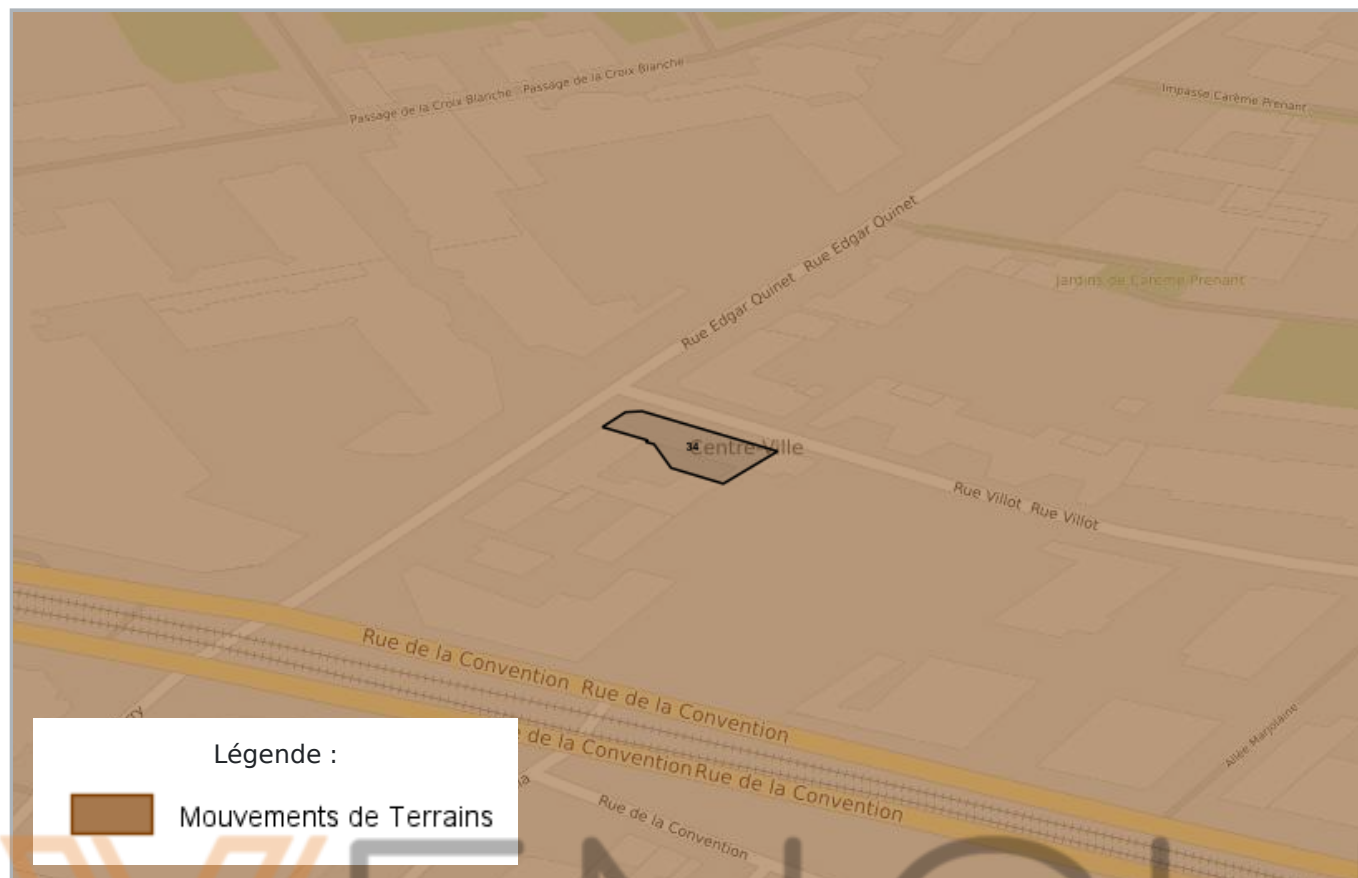 Passage de la Croix Blanche Passage de la Croix Blanche
Impasse Carême Prenant
Rue Edgar Quinet Rue Edgar Quinet
Jardins de Carême Prenant
34
Centre-Ville
Rue Villot Rue Villot
Rue de la Convention Rue de la Convention
de la Convention Rue de la Convention
Allée Marjolaine
Rue de la Convention
Légende :
Mouvements de Terrains